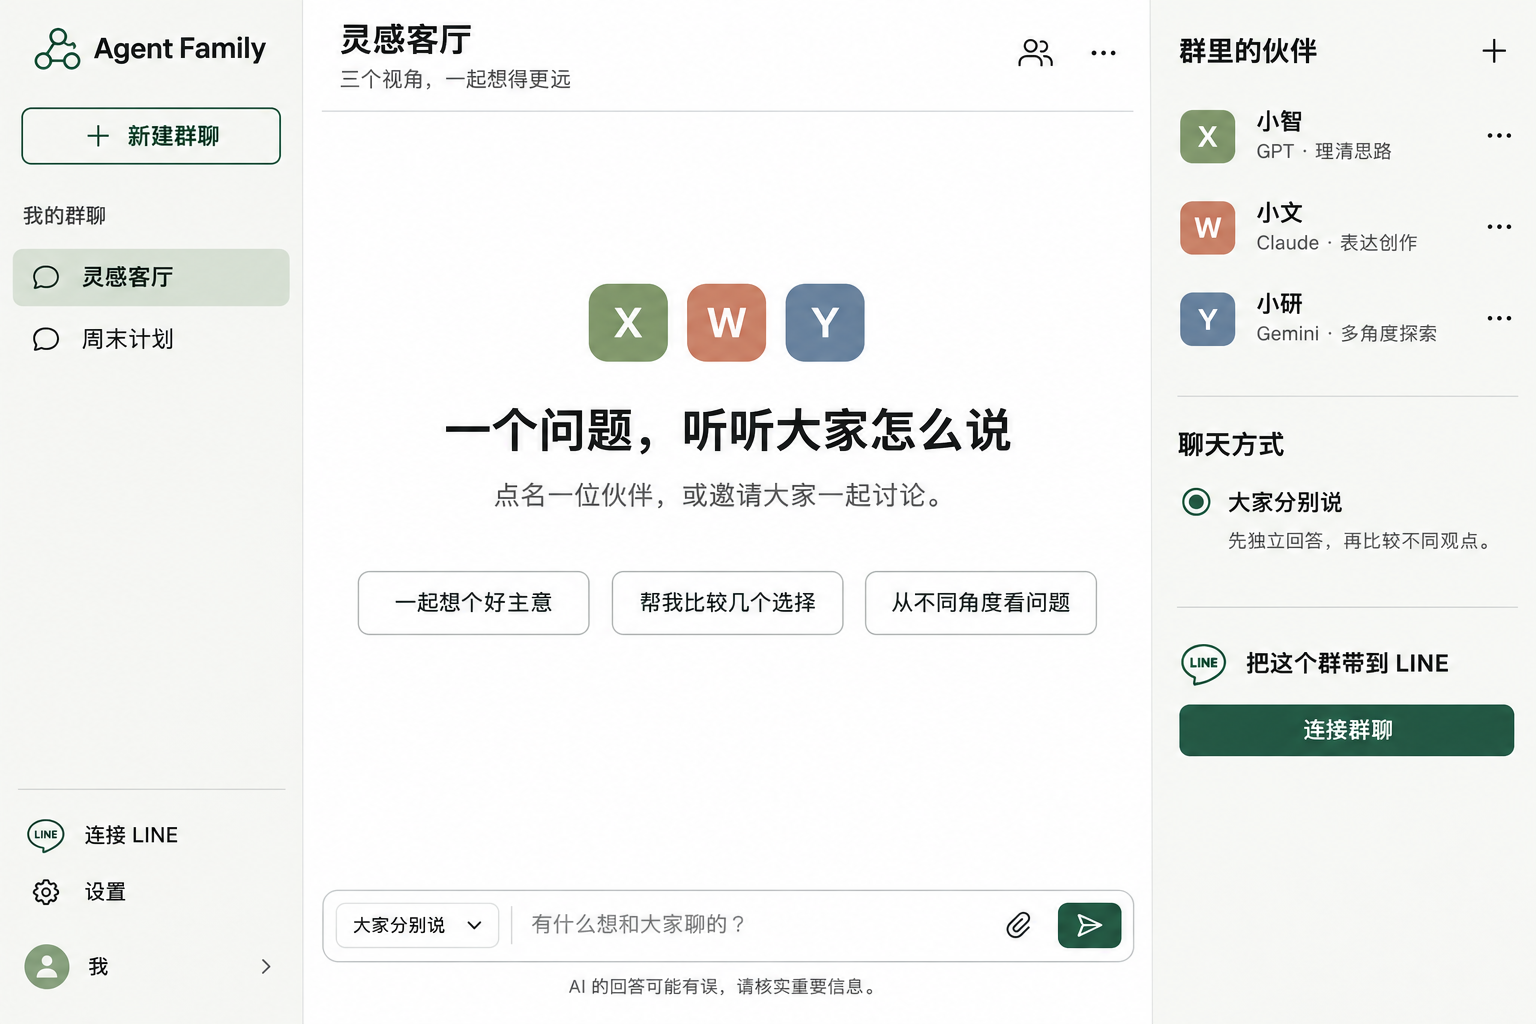 Agent Family
新建群聊
我的群聊
灵感客厅
周末计划
LINE
连接 LINE
设置
我
灵感客厅
三个视角，一起想得更远
X
W
Y
一个问题，听听大家怎么说
点名一位伙伴，或邀请大家一起讨论。
一起想个好主意
帮我比较几个选择
从不同角度看问题
大家分别说
有什么想和大家聊的？
AI 的回答可能有误，请核实重要信息。
群里的伙伴
X
小智
GPT · 理清思路
W
小文
Claude · 表达创作
Y
小研
Gemini · 多角度探索
聊天方式
大家分别说
先独立回答，再比较不同观点。
LINE
把这个群带到 LINE
连接群聊